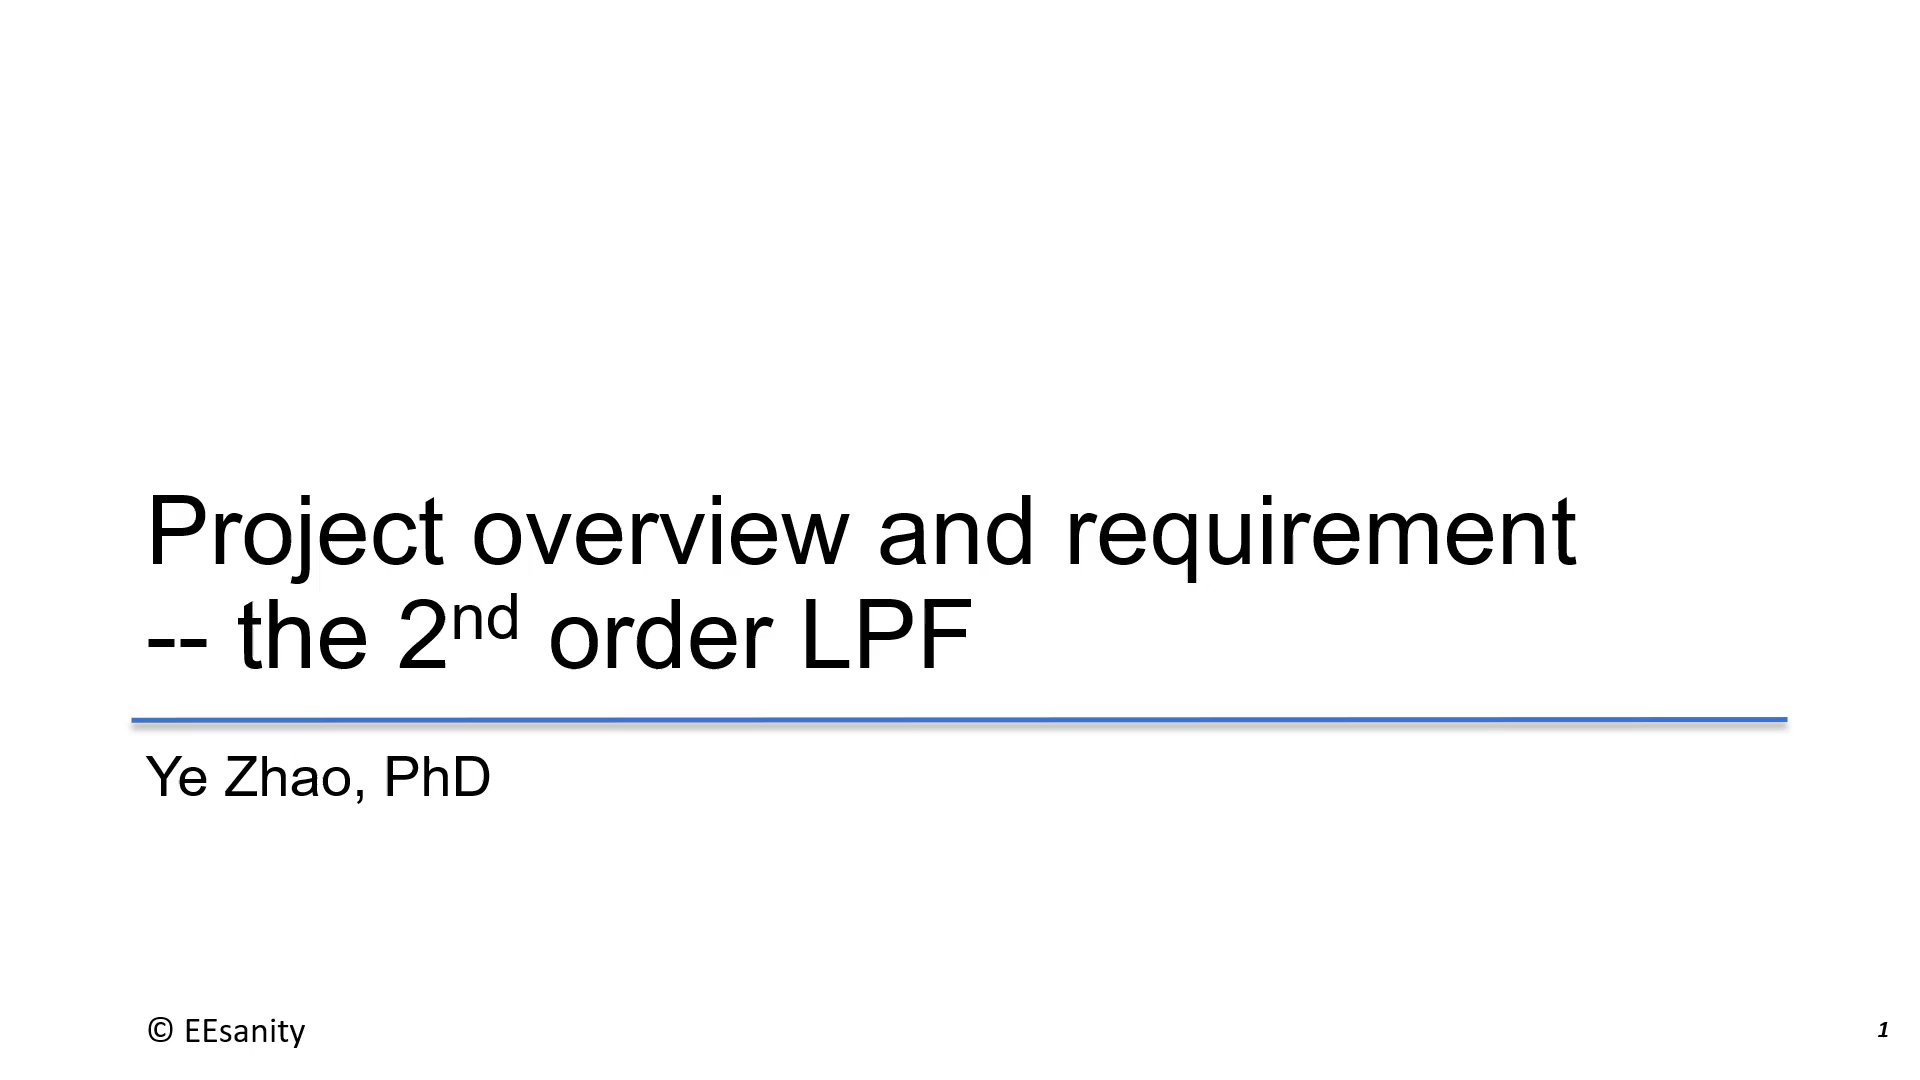 Project overview and requirement
-- the 2nd order LPF
Ye Zhao, PhD
© EEsanity
1